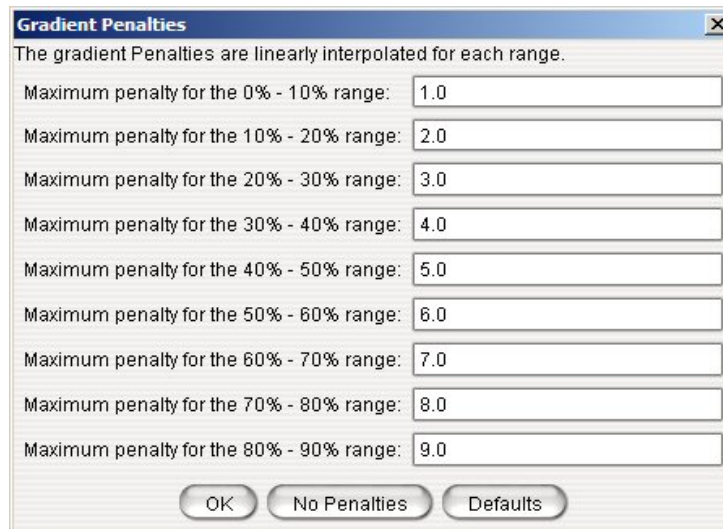 Gradient Penalties
The gradient Penalties are linearly interpolated for each range.
Maximum penalty for the 0% - 10% range: 1.0
Maximum penalty for the 10% - 20% range: 2.0
Maximum penalty for the 20% - 30% range: 3.0
Maximum penalty for the 30% - 40% range: 4.0
Maximum penalty for the 40% - 50% range: 5.0
Maximum penalty for the 50% - 60% range: 6.0
Maximum penalty for the 60% - 70% range: 7.0
Maximum penalty for the 70% - 80% range: 8.0
Maximum penalty for the 80% - 90% range: 9.0
OK No Penalties Defaults